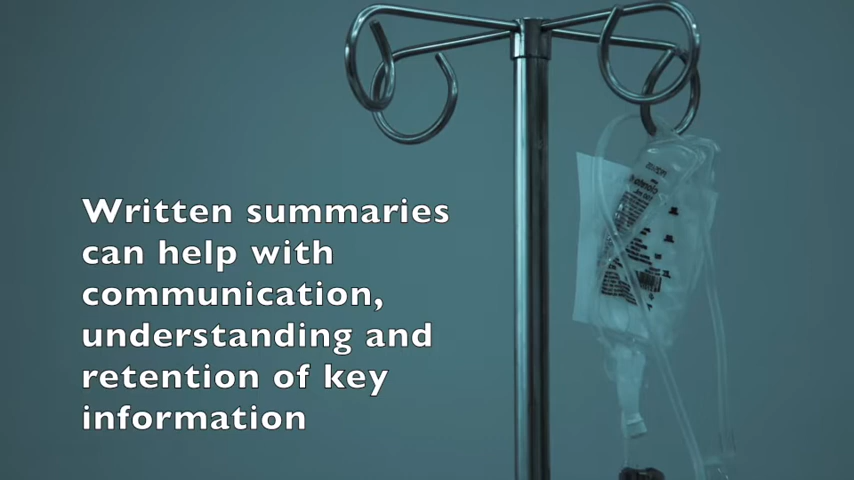 Written summaries
can help with
communication,
understanding and
retention of key
information